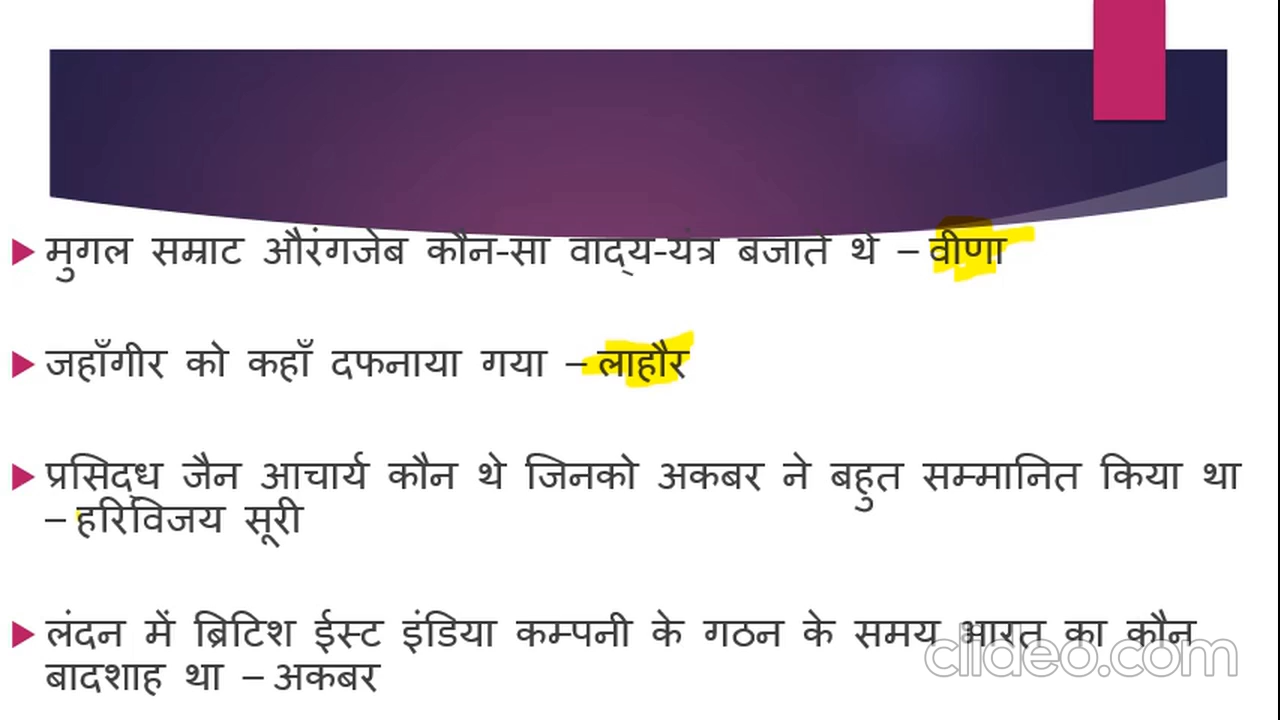 मुगल सम्राट औरंगजेब कौन-सा वाद्य-यंत्र बजाते थे – वीणा
जहाँगीर को कहाँ दफनाया गया – लाहौर
प्रसिद्ध जैन आचार्य कौन थे जिनको अकबर ने बहुत सम्मानित किया था
– हरिविजय सूरी
लंदन में ब्रिटिश ईस्ट इंडिया कम्पनी के गठन के समय भारत का कौन
बादशाह था – अकबर
clideo.com